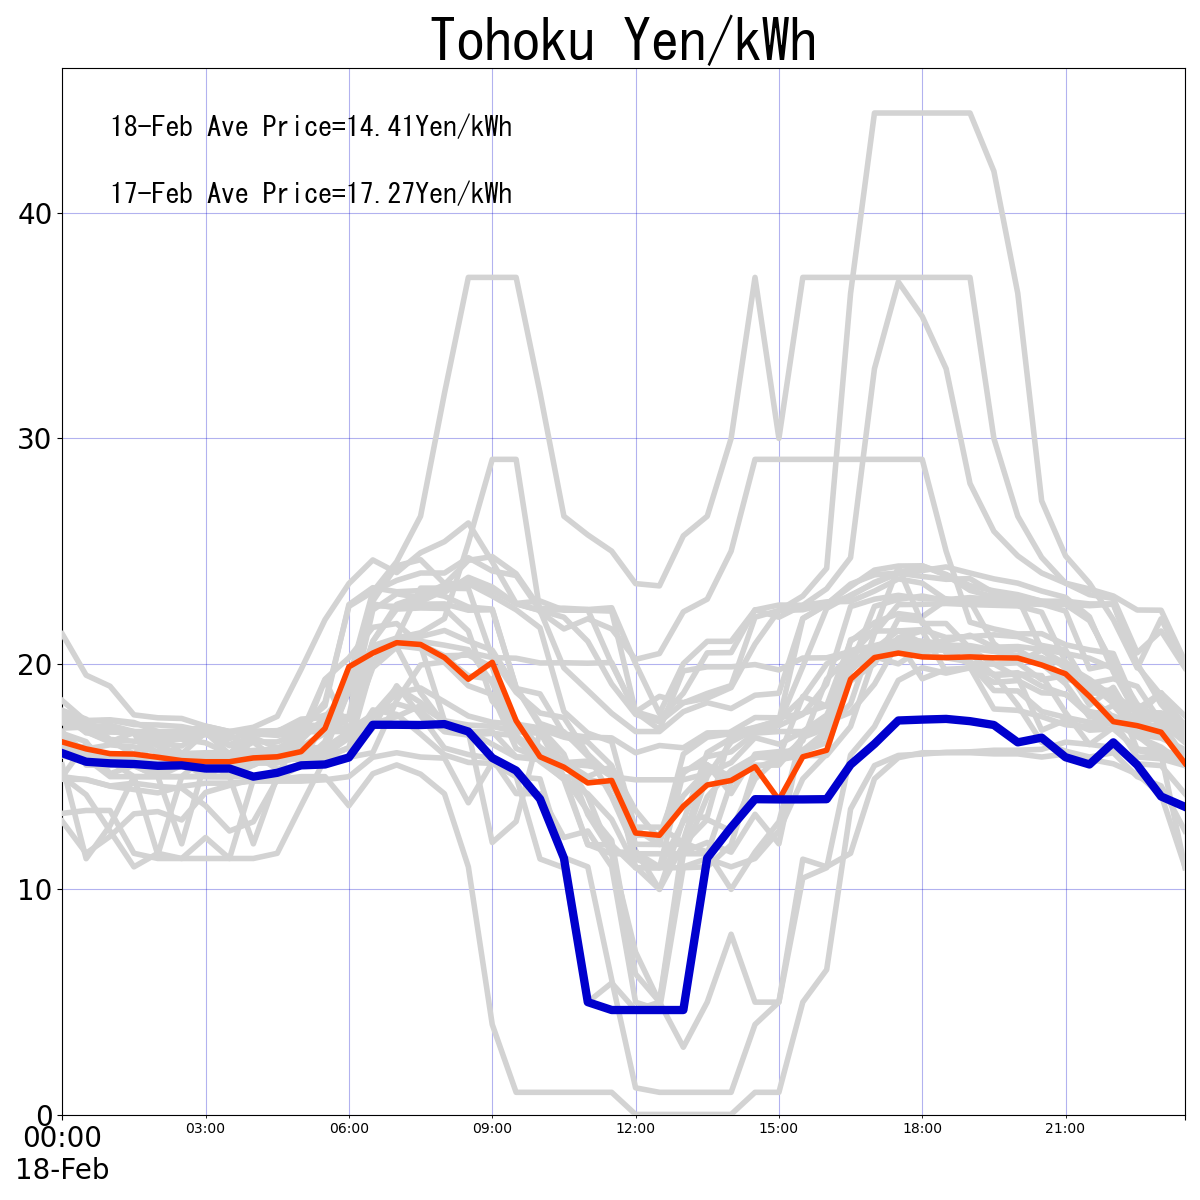 Tohoku Yen/kWh
18-Feb Ave Price=14.41Yen/kWh
17-Feb Ave Price=17.27Yen/kWh
40
30
20
10
0
00:00 03:00 06:00 09:00 12:00 15:00 18:00 21:00
18-Feb